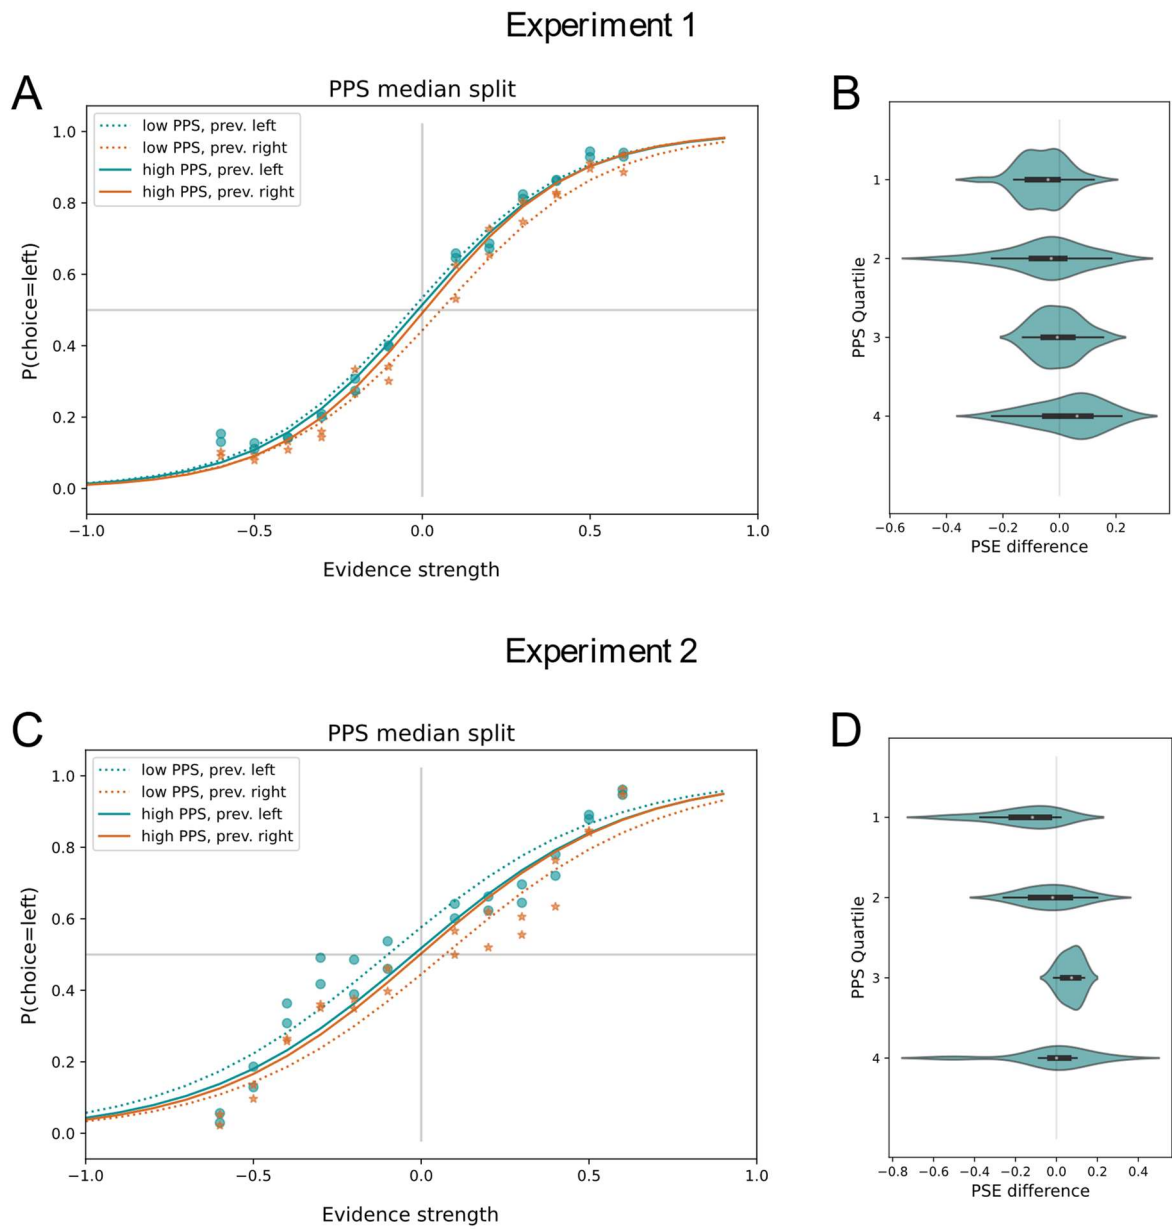 Experiment 1
A
PPS median split
low PPS, prev. left
low PPS, prev. right
high PPS, prev. left
high PPS, prev. right
P(choice=left)
1.0
0.8
0.6
0.4
0.2
0.0
−1.0 −0.5 0.0 0.5 1.0
Evidence strength
B
PPS Quartile
1
2
3
4
−0.6 −0.4 −0.2 0.0 0.2
PSE difference
Experiment 2
C
PPS median split
low PPS, prev. left
low PPS, prev. right
high PPS, prev. left
high PPS, prev. right
P(choice=left)
1.0
0.8
0.6
0.4
0.2
0.0
−1.0 −0.5 0.0 0.5 1.0
Evidence strength
D
PPS Quartile
1
2
3
4
−0.8 −0.6 −0.4 −0.2 0.0 0.2 0.4
PSE difference